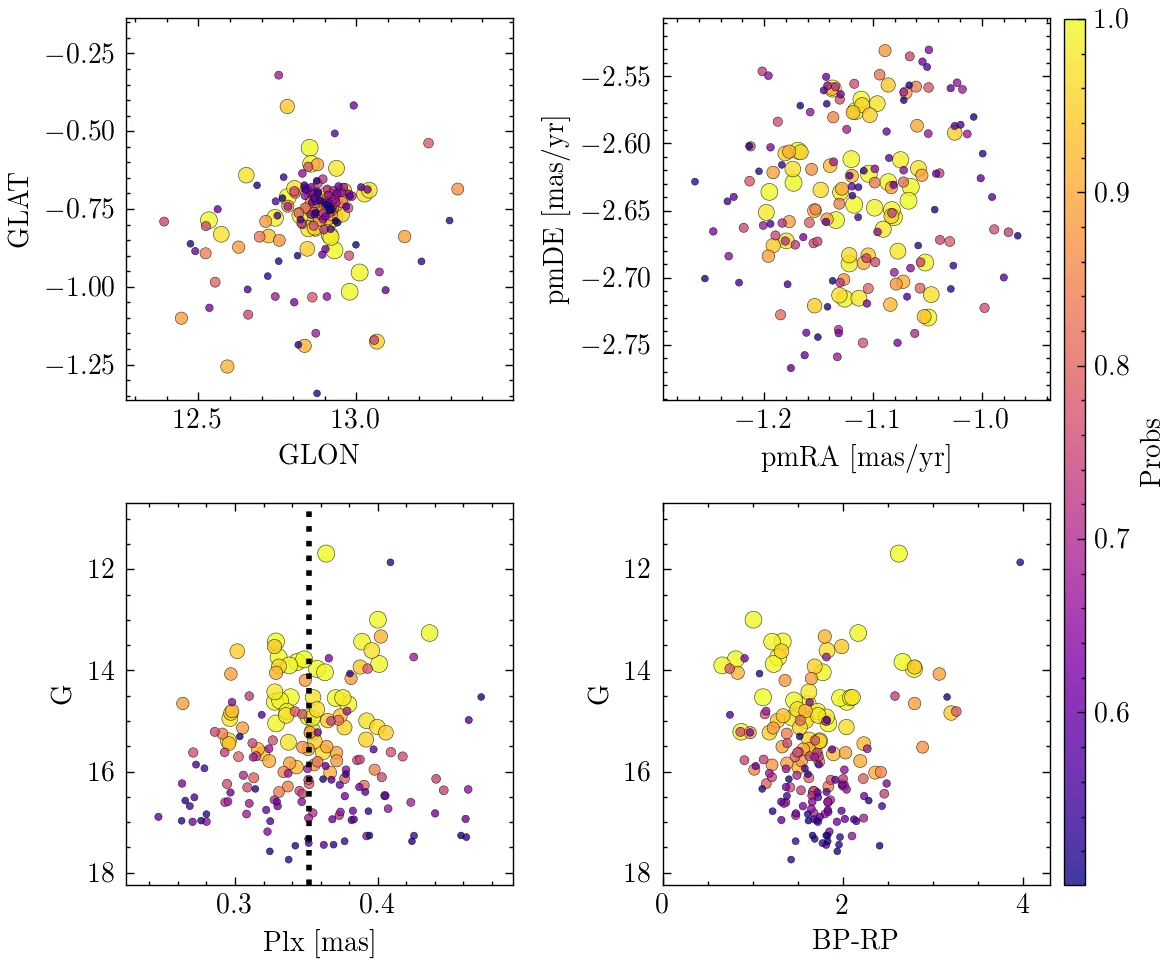 −0.25
−0.50
−0.75
−1.00
−1.25
GLAT
12.5 13.0
GLON
−2.55
−2.60
−2.65
−2.70
−2.75
pmDE [mas/yr]
−1.2 −1.1 −1.0
pmRA [mas/yr]
12
14
16
18
G
0.3 0.4
Plx [mas]
12
14
16
18
G
0 2 4
BP-RP
1.0
0.9
0.8
0.7
0.6
Probs